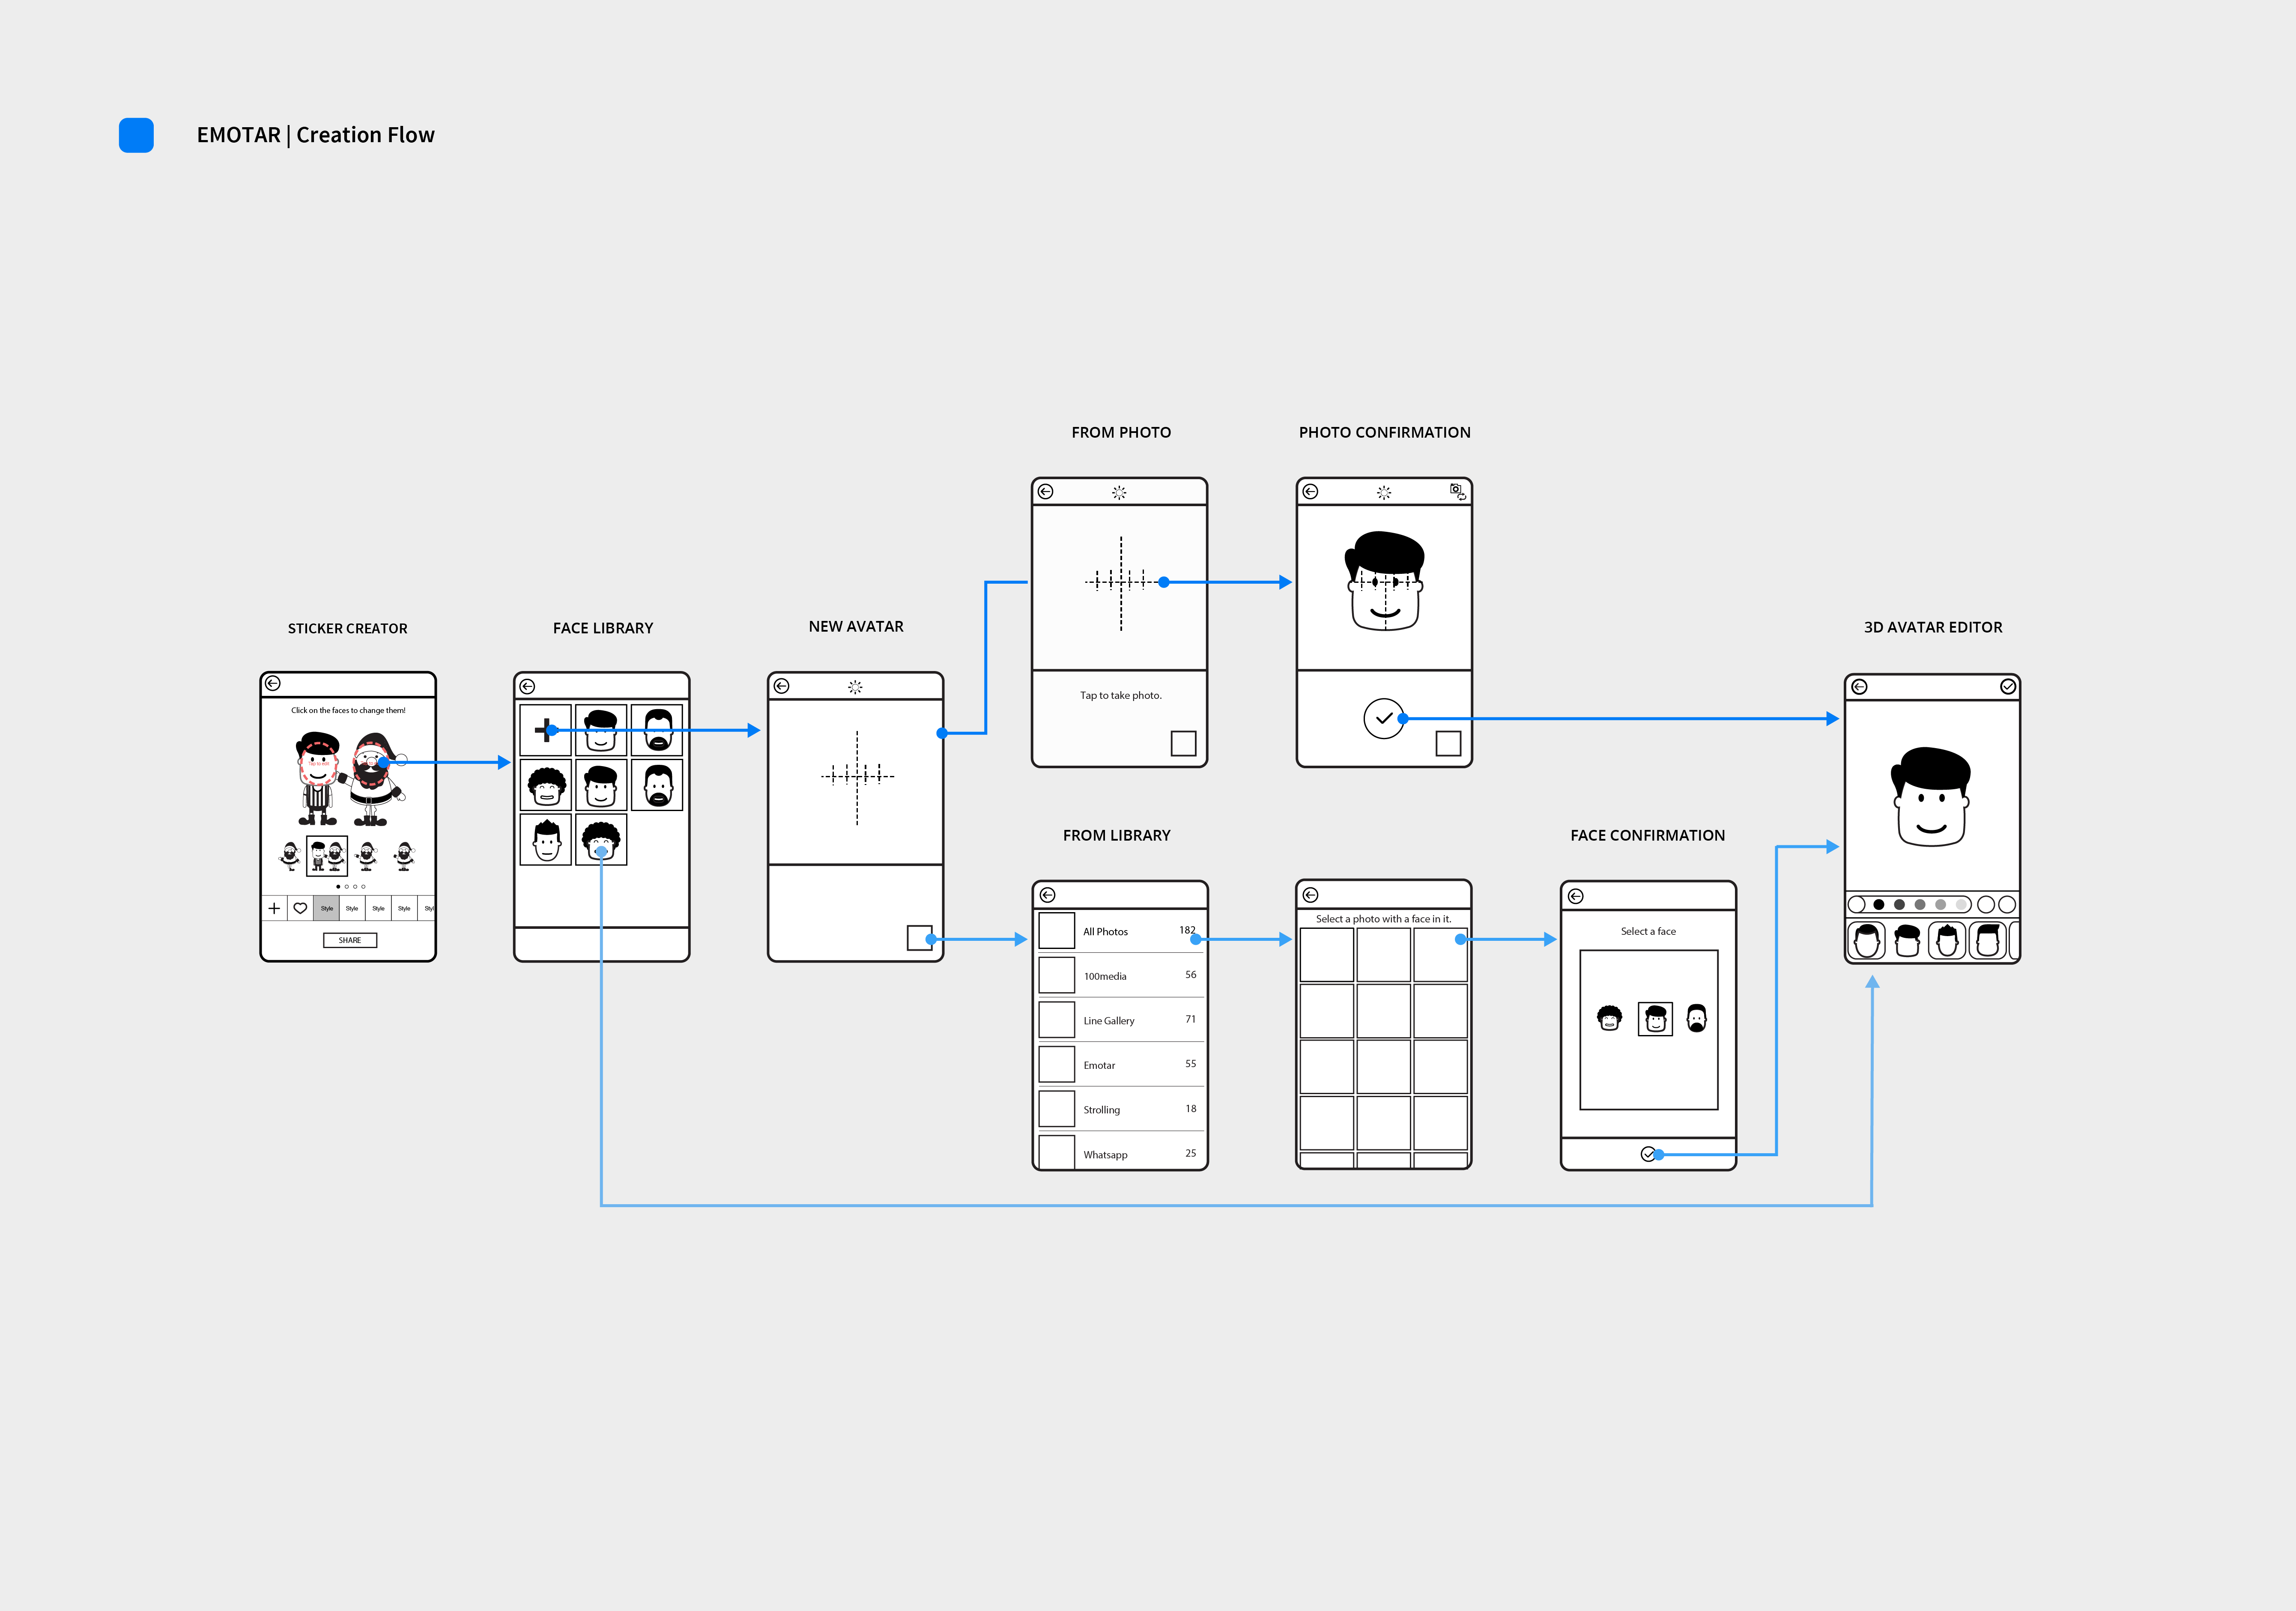 EMOTAR | Creation Flow
FROM PHOTO
PHOTO CONFIRMATION
Tap to take photo.
STICKER CREATOR
Click on the faces to change them!
Tap to edit
Style
Style
Style
Style
Styl
SHARE
FACE LIBRARY
NEW AVATAR
FROM LIBRARY
All Photos 182
100media 56
Line Gallery 71
Emotar 55
Strolling 18
Whatsapp 25
Select a photo with a face in it.
FACE CONFIRMATION
Select a face
3D AVATAR EDITOR